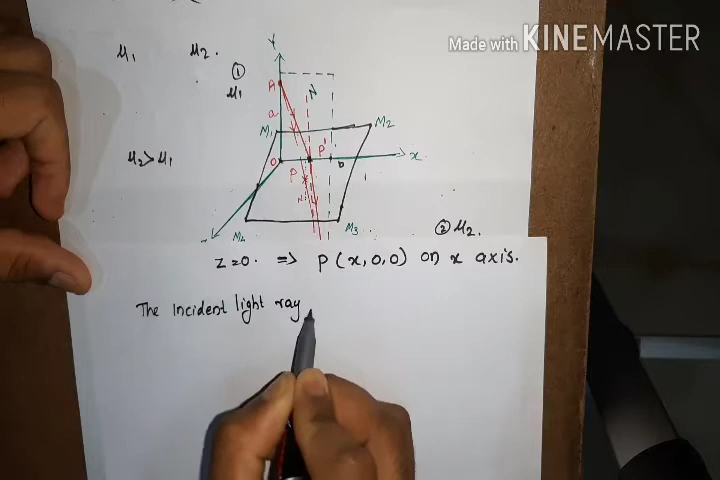 Made with KINEMASTER
μ₁ μ₂.
①
μ₁
Y
A
N
a
M₁
M₂
μ₂>μ₁
O
P
P'
b
x
N'
M₄
M₃
② μ₂.
z=0. ⇒ P(x,0,0) on x axis.
The incident light ray